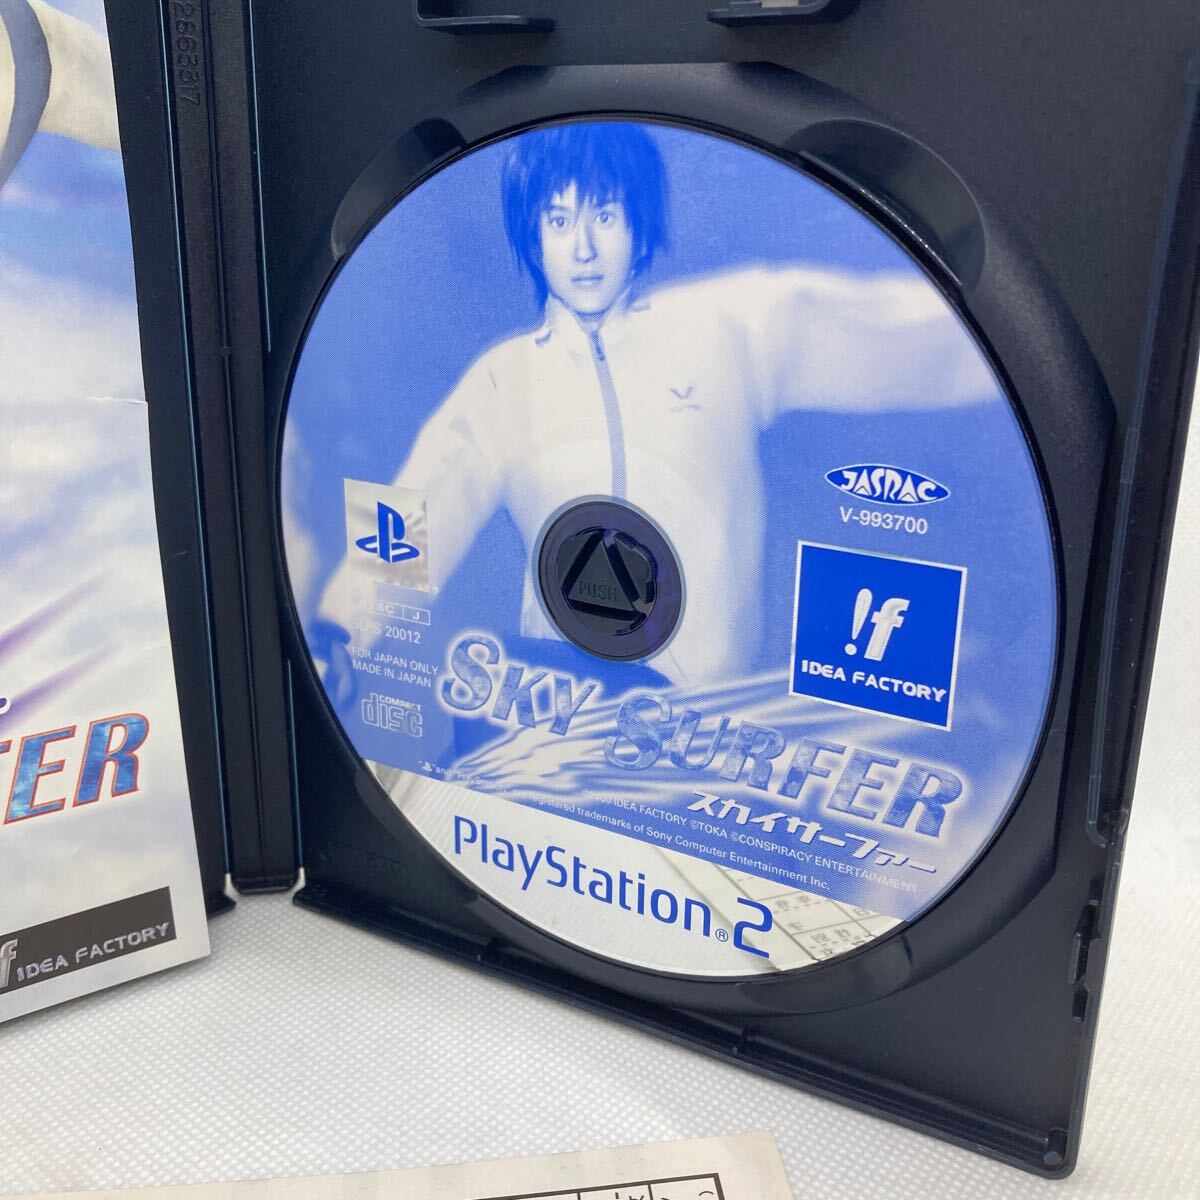 2863317
JASRAC
V-993700
!f
IDEA FACTORY
PUSH
J
SLPS 20012
FOR JAPAN ONLY
MADE IN JAPAN
COMPACT
disc
SKY SURFER
スカイサーファー
IDEA FACTORY ©TOKA ©CONSPIRACY ENTERTAINMENT
registered trademarks of Sony Computer Entertainment Inc.
PlayStation®2
TER
IDEA FACTORY